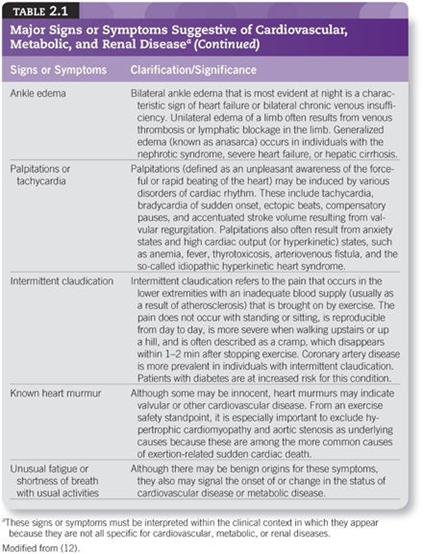 TABLE 2.1
Major Signs or Symptoms Suggestive of Cardiovascular,
Metabolic, and Renal Diseaseª (Continued)
Signs or Symptoms Clarification/Significance
Ankle edema Bilateral ankle edema that is most evident at night is a charac-
teristic sign of heart failure or bilateral chronic venous insuffi-
ciency. Unilateral edema of a limb often results from venous
thrombosis or lymphatic blockage in the limb. Generalized
edema (known as anasarca) occurs in individuals with the
nephrotic syndrome, severe heart failure, or hepatic cirrhosis.
Palpitations or Palpitations (defined as an unpleasant awareness of the force-
tachycardia ful or rapid beating of the heart) may be induced by various
disorders of cardiac rhythm. These include tachycardia,
bradycardia of sudden onset, ectopic beats, compensatory
pauses, and accentuated stroke volume resulting from val-
vular regurgitation. Palpitations also often result from anxiety
states and high cardiac output (or hyperkinetic) states, such
as anemia, fever, thyrotoxicosis, arteriovenous fistula, and the
so-called idiopathic hyperkinetic heart syndrome.
Intermittent claudication Intermittent claudication refers to the pain that occurs in the
lower extremities with an inadequate blood supply (usually as
a result of atherosclerosis) that is brought on by exercise. The
pain does not occur with standing or sitting, is reproducible
from day to day, is more severe when walking upstairs or up
a hill, and is often described as a cramp, which disappears
within 1–2 min after stopping exercise. Coronary artery disease
is more prevalent in individuals with intermittent claudication.
Patients with diabetes are at increased risk for this condition.
Known heart murmur Although some may be innocent, heart murmurs may indicate
valvular or other cardiovascular disease. From an exercise
safety standpoint, it is especially important to exclude hy-
pertrophic cardiomyopathy and aortic stenosis as underlying
causes because these are among the more common causes
of exertion-related sudden cardiac death.
Unusual fatigue or Although there may be benign origins for these symptoms,
shortness of breath they also may signal the onset of or change in the status of
with usual activities cardiovascular disease or metabolic disease.
ªThese signs or symptoms must be interpreted within the clinical context in which they appear
because they are not all specific for cardiovascular, metabolic, or renal diseases.
Modified from (12).